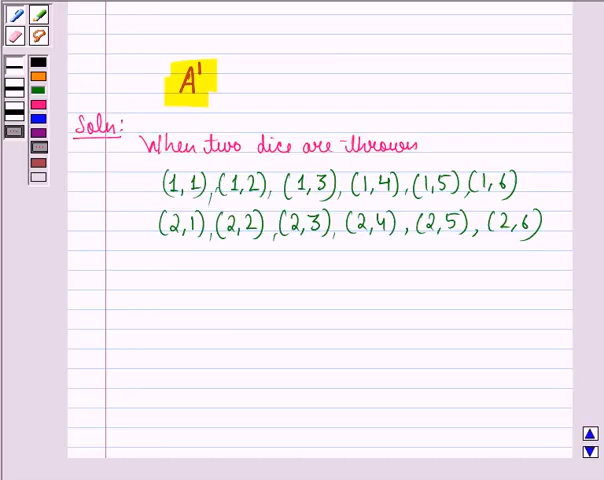 A'
Soln:
When two dice are thrown
(1,1), (1,2), (1,3), (1,4), (1,5), (1,6)
(2,1), (2,2), (2,3), (2,4), (2,5), (2,6)